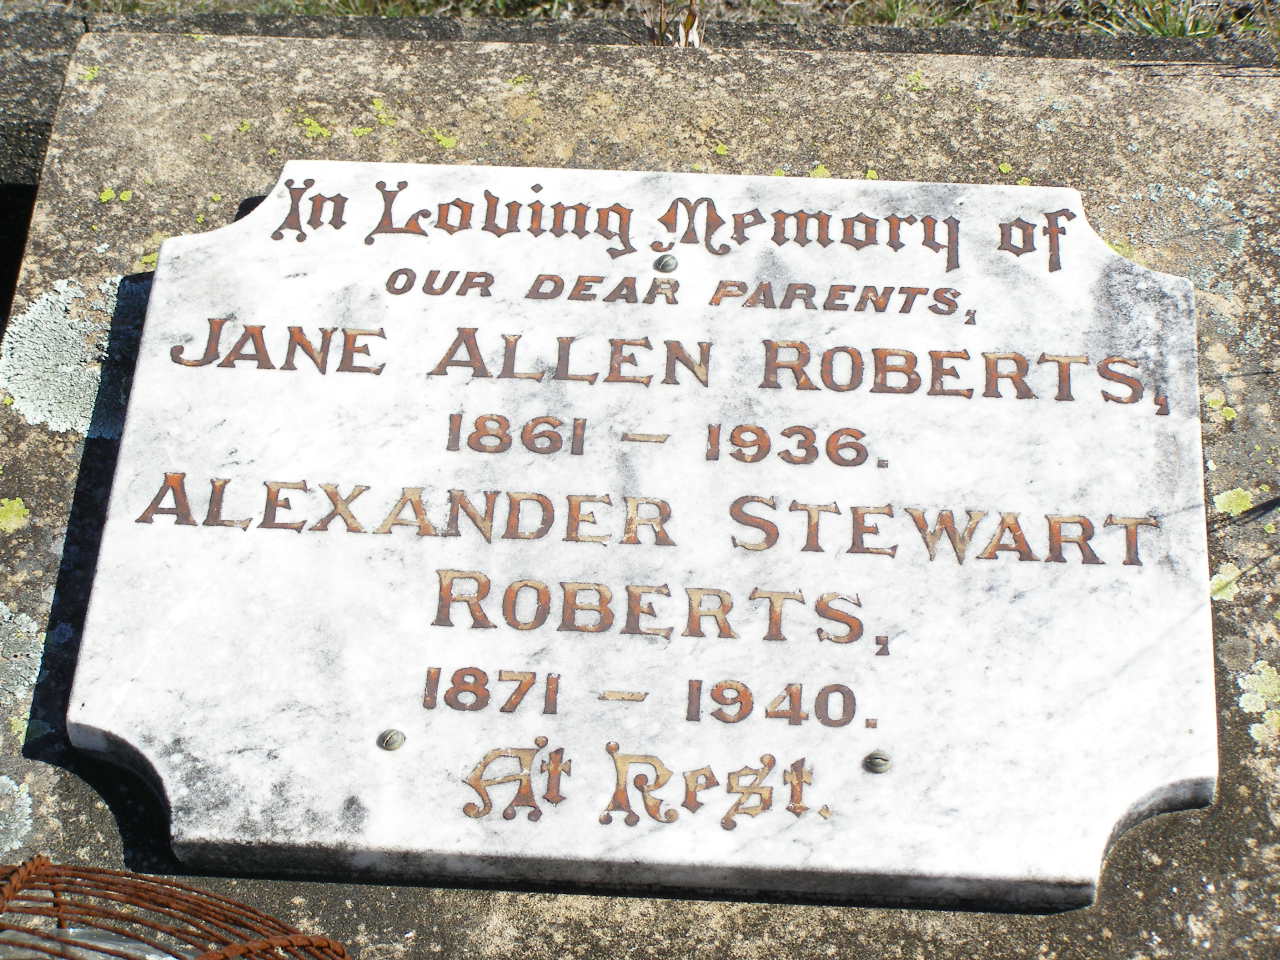 In Loving Memory of
OUR DEAR PARENTS,
JANE ALLEN ROBERTS,
1861 – 1936.
ALEXANDER STEWART
ROBERTS,
1871 – 1940.
At Rest.